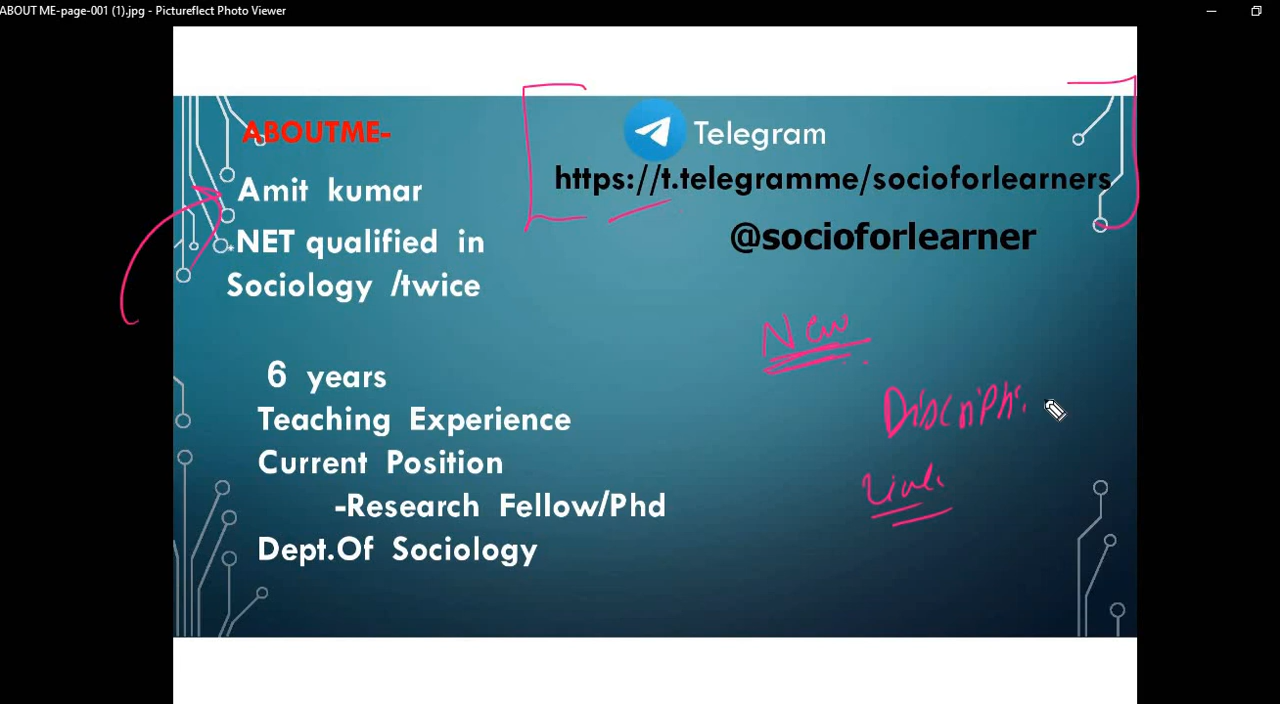 ABOUT ME-page-001 (1).jpg - Pictureflect Photo Viewer
ABOUTME-
Amit kumar
.NET qualified in
Sociology /twice
6 years
Teaching Experience
Current Position
-Research Fellow/Phd
Dept.Of Sociology
Telegram
https://t.telegramme/socioforlearners
@socioforlearner
New